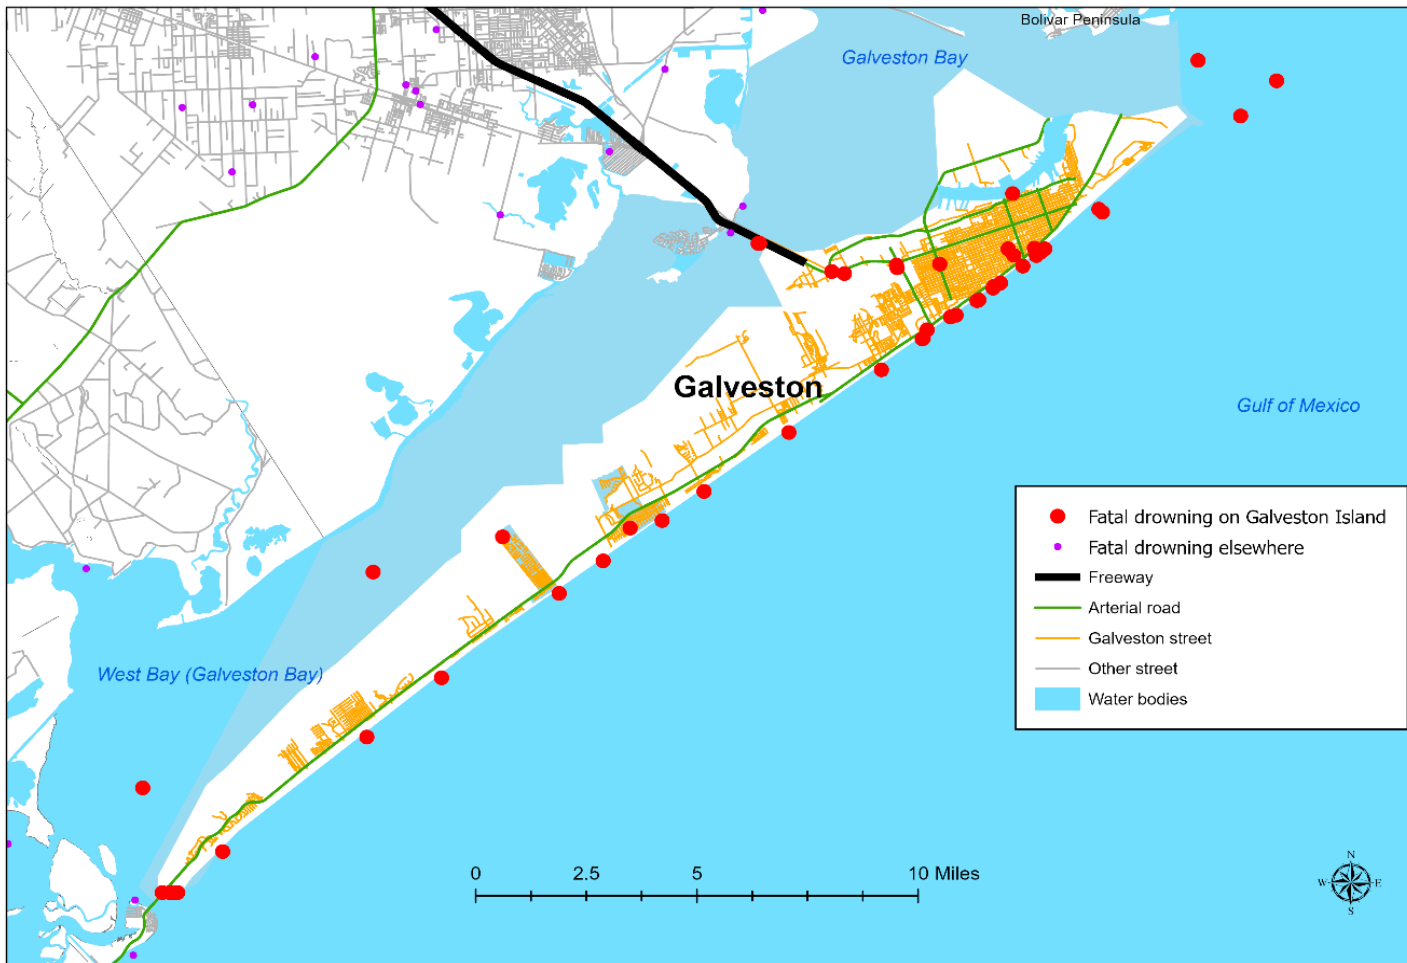 Bolivar Peninsula
Galveston Bay
Galveston
Gulf of Mexico
Fatal drowning on Galveston Island
Fatal drowning elsewhere
Freeway
Arterial road
Galveston street
Other street
Water bodies
West Bay (Galveston Bay)
0 2.5 5 10 Miles
N
W E
S